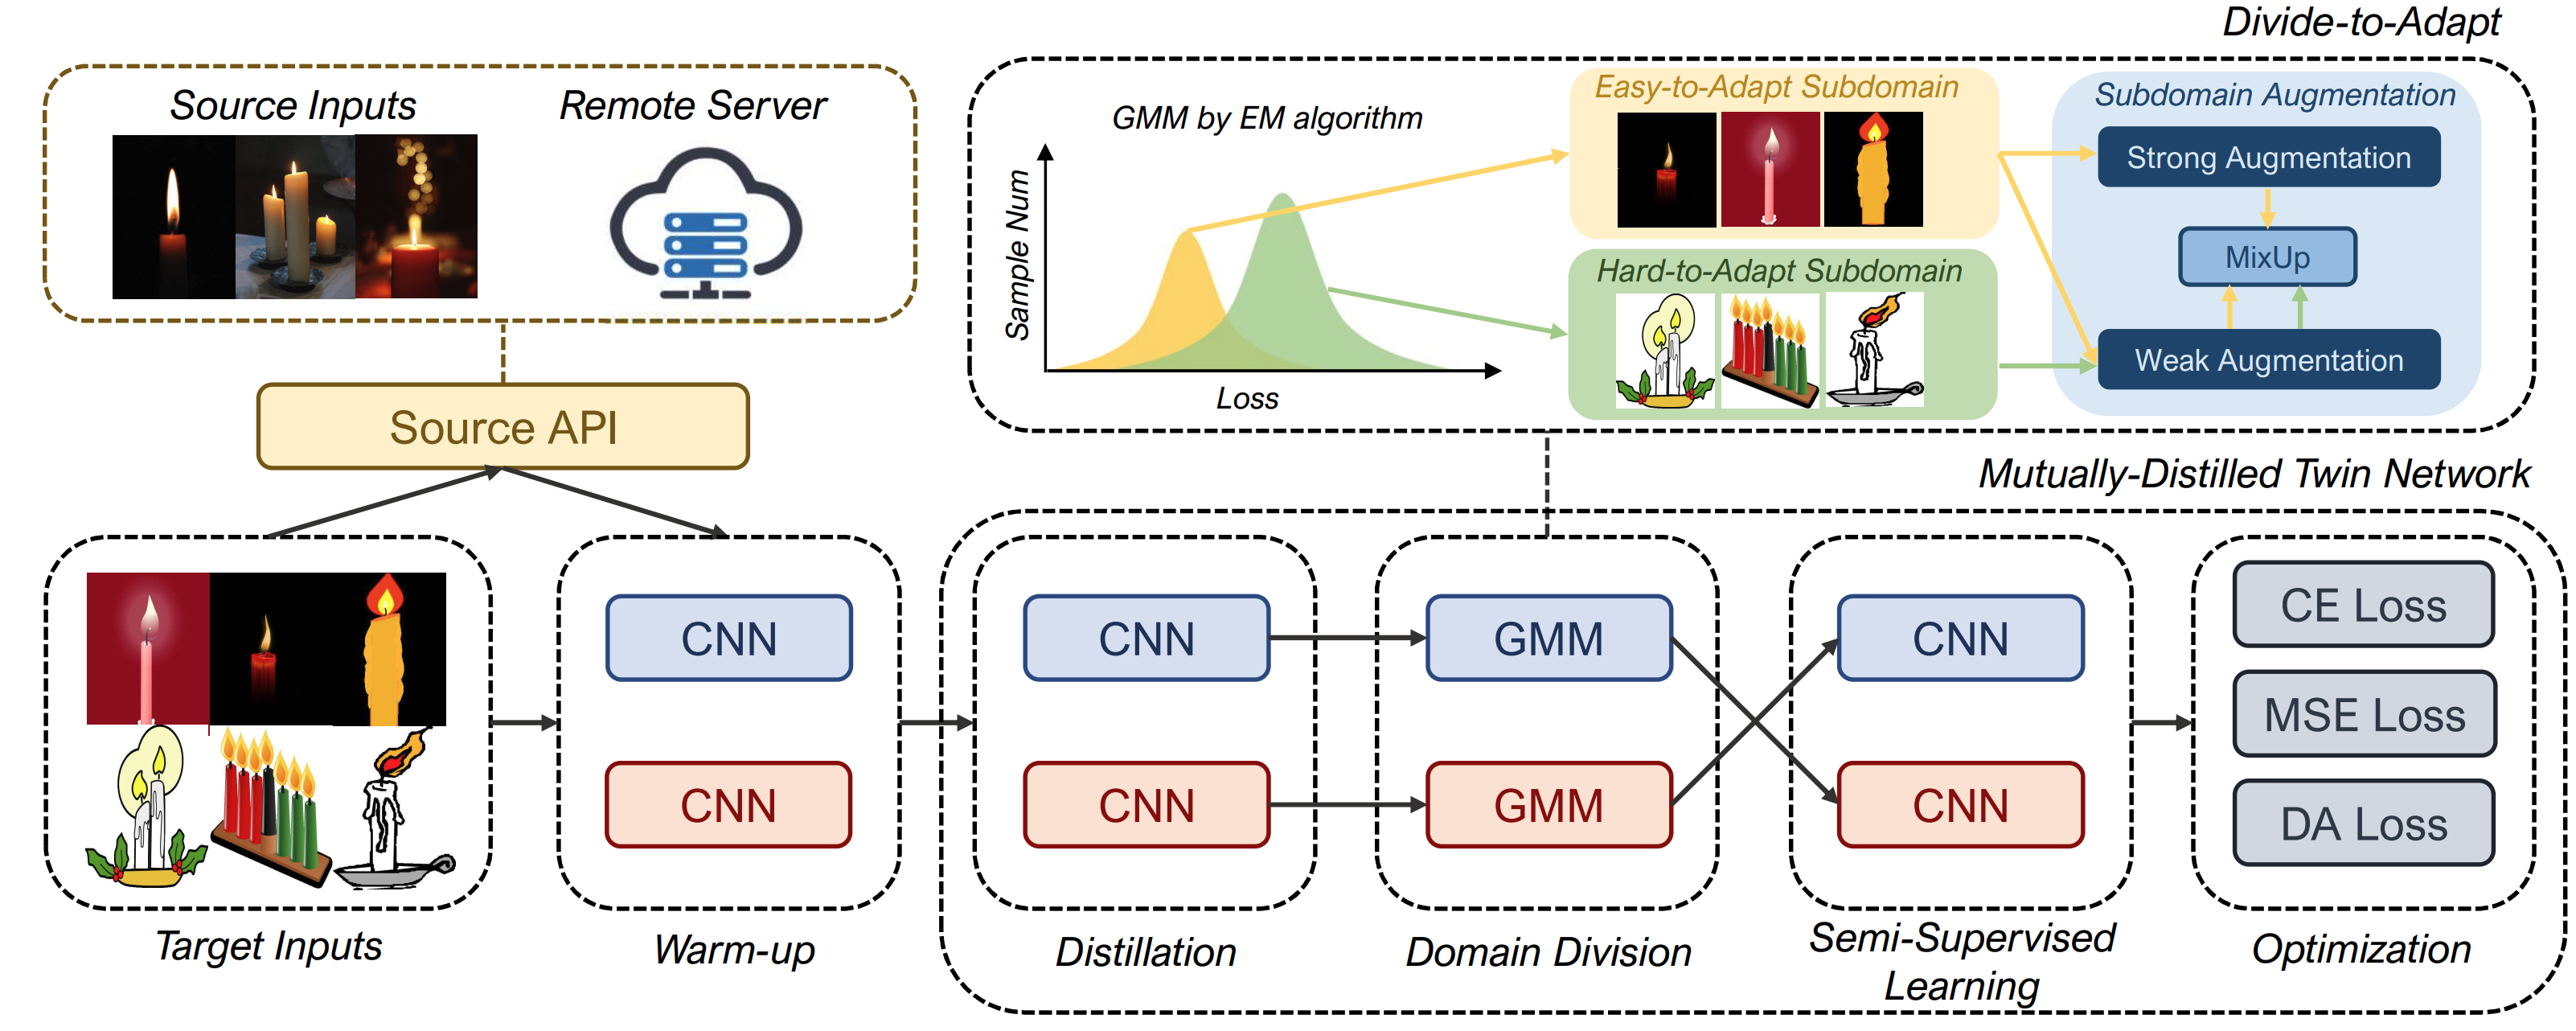 Divide-to-Adapt
Source Inputs
Remote Server
Source API
GMM by EM algorithm
Sample Num
Loss
Easy-to-Adapt Subdomain
Hard-to-Adapt Subdomain
Subdomain Augmentation
Strong Augmentation
MixUp
Weak Augmentation
Mutually-Distilled Twin Network
CNN
CNN
CNN
CNN
GMM
GMM
CNN
CNN
CE Loss
MSE Loss
DA Loss
Target Inputs
Warm-up
Distillation
Domain Division
Semi-Supervised
Learning
Optimization